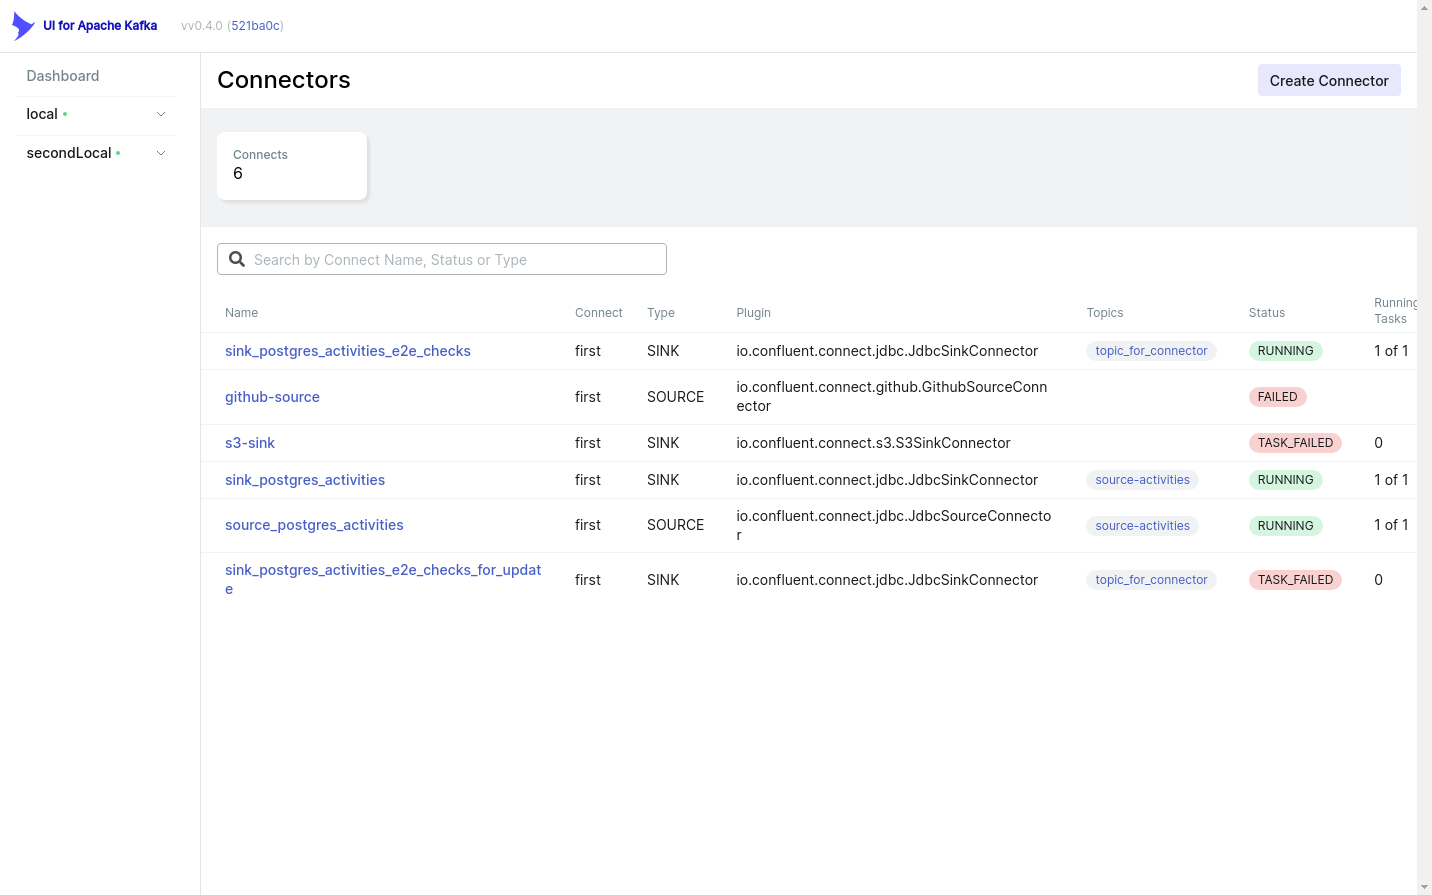 UI for Apache Kafka vv0.4.0 (521ba0c)
Dashboard
local
secondLocal
Connectors
Create Connector
Connects
6
Search by Connect Name, Status or Type
Name Connect Type Plugin Topics Status Running
Tasks
sink_postgres_activities_e2e_checks first SINK io.confluent.connect.jdbc.JdbcSinkConnector topic_for_connector RUNNING 1 of 1
github-source first SOURCE io.confluent.connect.github.GithubSourceConn
ector FAILED
s3-sink first SINK io.confluent.connect.s3.S3SinkConnector TASK_FAILED 0
sink_postgres_activities first SINK io.confluent.connect.jdbc.JdbcSinkConnector source-activities RUNNING 1 of 1
source_postgres_activities first SOURCE io.confluent.connect.jdbc.JdbcSourceConnecto
r source-activities RUNNING 1 of 1
sink_postgres_activities_e2e_checks_for_updat
e first SINK io.confluent.connect.jdbc.JdbcSinkConnector topic_for_connector TASK_FAILED 0